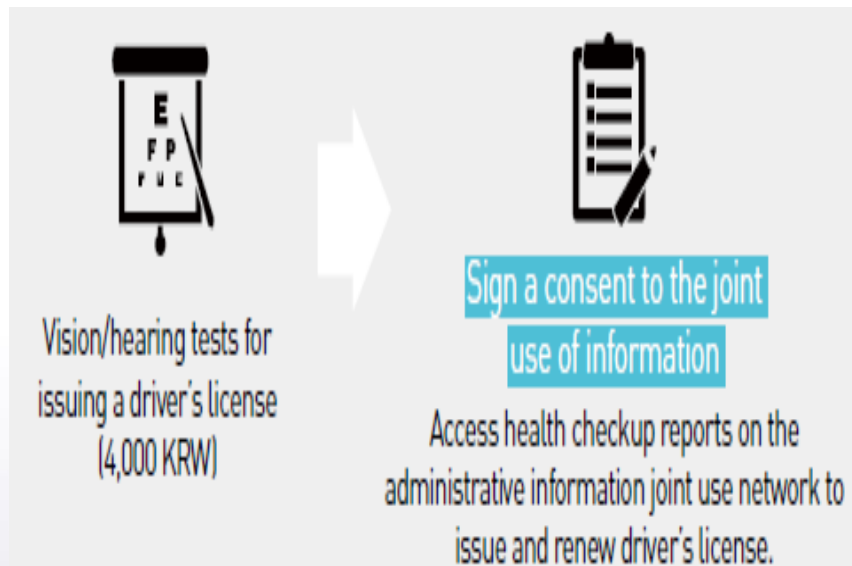 E
F P
Vision/hearing tests for
issuing a driver's license
(4,000 KRW)
Sign a consent to the joint
use of information
Access health checkup reports on the
administrative information joint use network to
issue and renew driver's license.